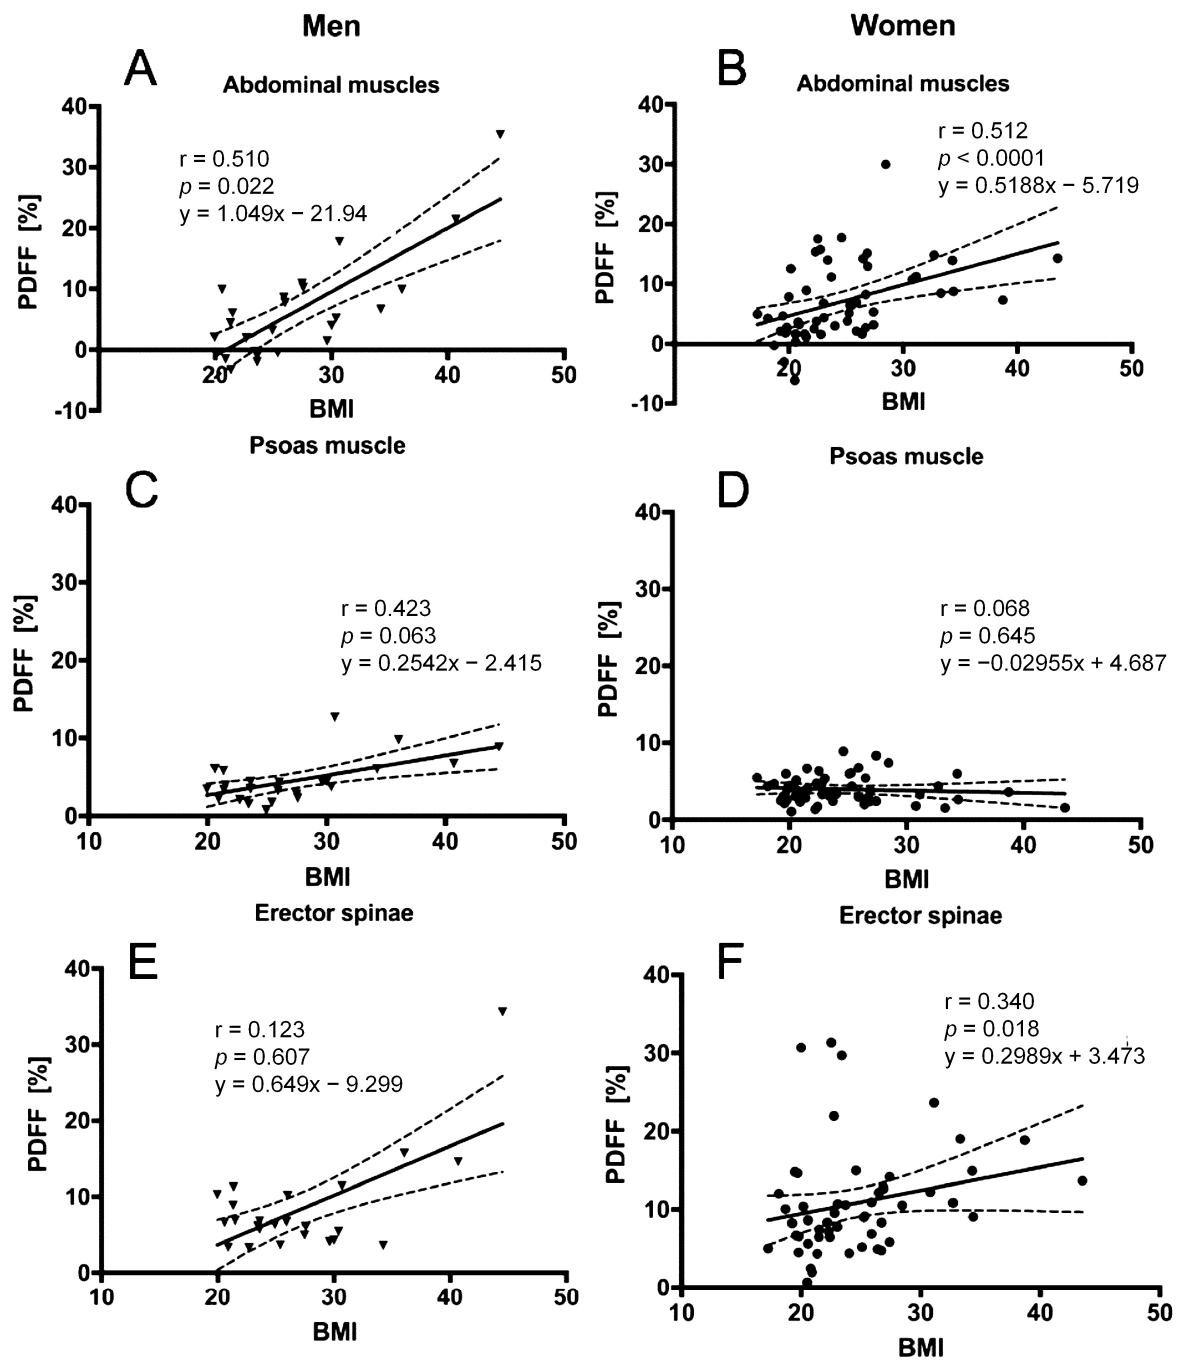 Men
Women
A
Abdominal muscles
40
30
20
10
0
-10
PDFF [%]
r = 0.510
p = 0.022
y = 1.049x − 21.94
20
30
40
50
BMI
B
Abdominal muscles
40
30
20
10
0
-10
PDFF [%]
r = 0.512
p < 0.0001
y = 0.5188x − 5.719
20
30
40
50
BMI
C
Psoas muscle
40
30
20
10
0
PDFF [%]
r = 0.423
p = 0.063
y = 0.2542x − 2.415
10
20
30
40
50
BMI
D
Psoas muscle
40
30
20
10
0
PDFF [%]
r = 0.068
p = 0.645
y = −0.02955x + 4.687
10
20
30
40
50
BMI
E
Erector spinae
40
30
20
10
0
PDFF [%]
r = 0.123
p = 0.607
y = 0.649x − 9.299
10
20
30
40
50
BMI
F
Erector spinae
40
30
20
10
0
PDFF [%]
r = 0.340
p = 0.018
y = 0.2989x + 3.473
10
20
30
40
50
BMI